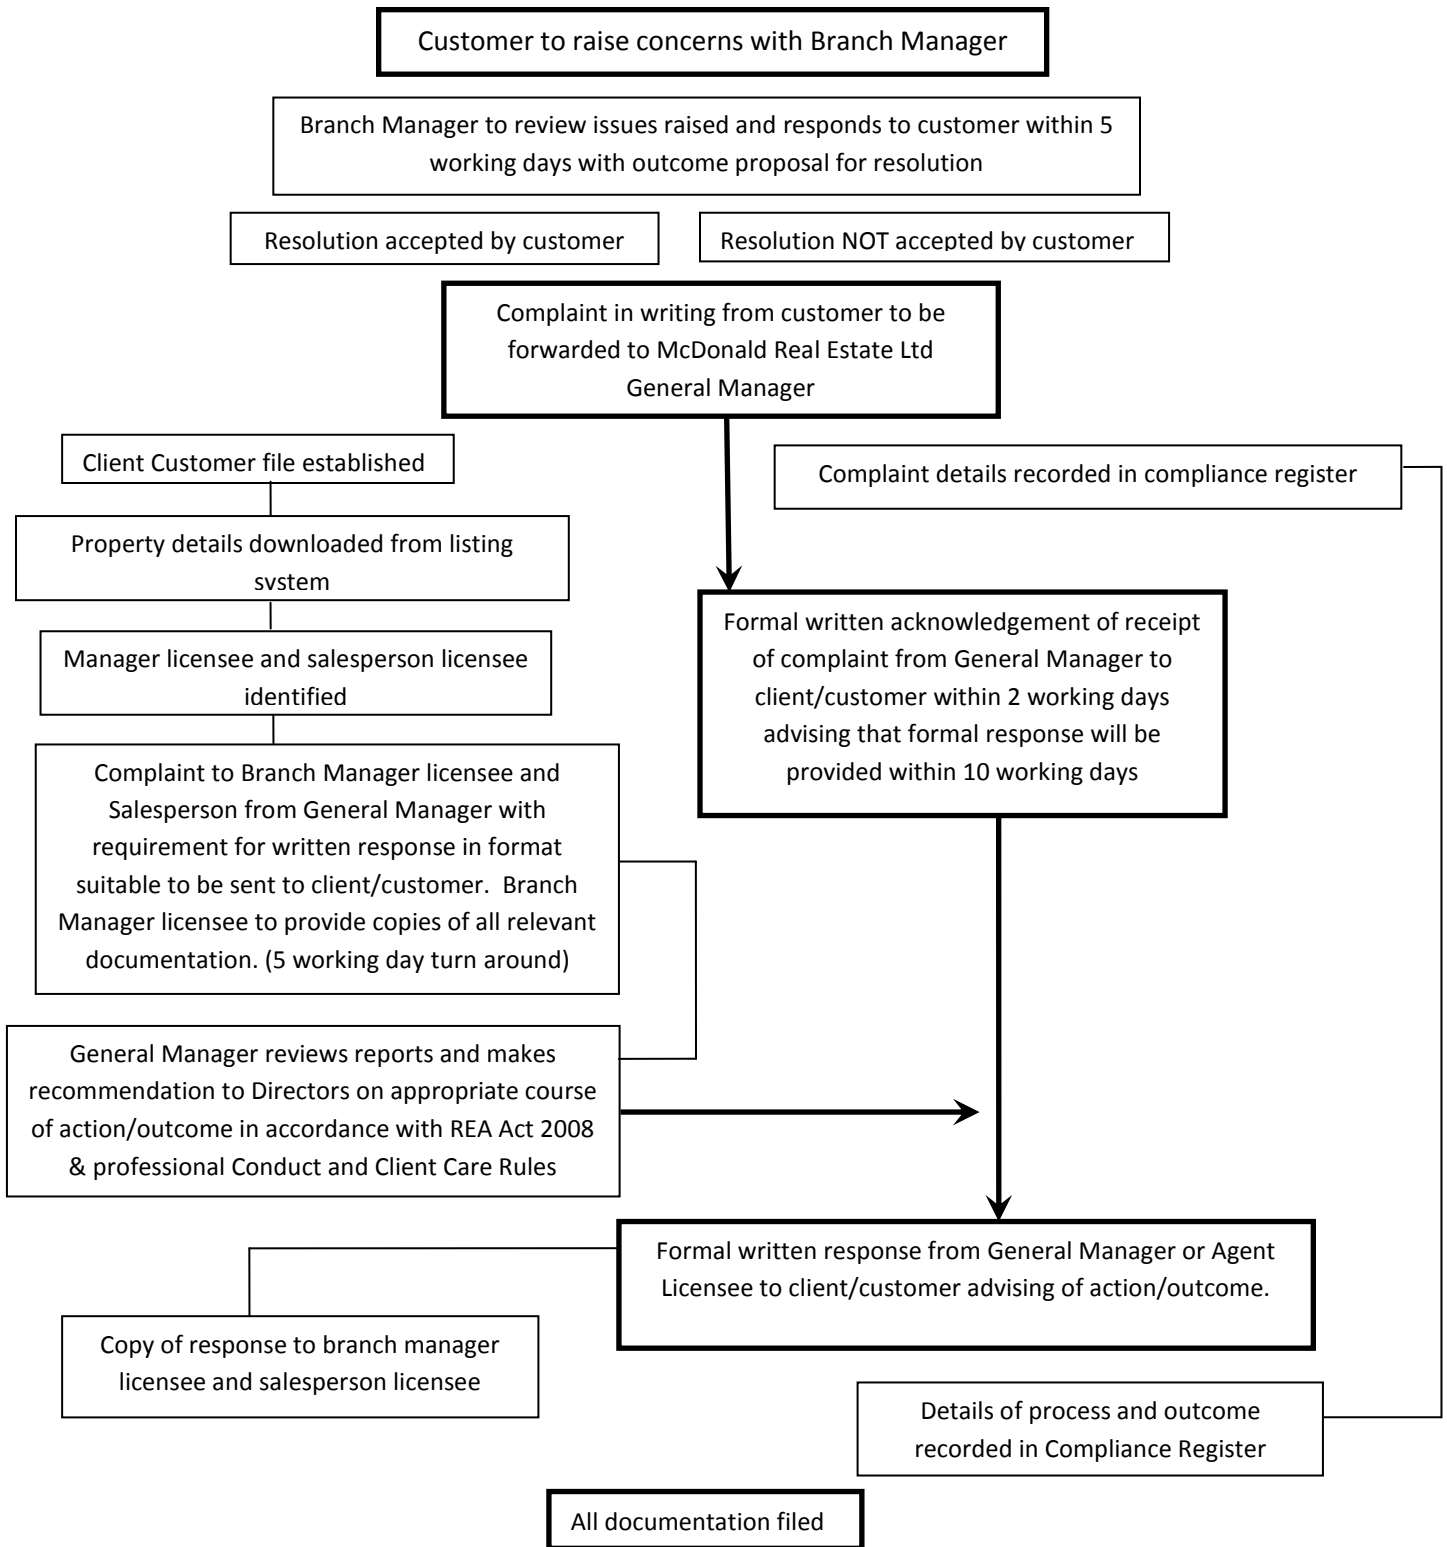 Customer to raise concerns with Branch Manager
Branch Manager to review issues raised and responds to customer within 5
working days with outcome proposal for resolution
Resolution accepted by customer
Resolution NOT accepted by customer
Complaint in writing from customer to be
forwarded to McDonald Real Estate Ltd
General Manager
Client Customer file established
Complaint details recorded in compliance register
Property details downloaded from listing
system
Manager licensee and salesperson licensee
identified
Formal written acknowledgement of receipt
of complaint from General Manager to
client/customer within 2 working days
advising that formal response will be
provided within 10 working days
Complaint to Branch Manager licensee and
Salesperson from General Manager with
requirement for written response in format
suitable to be sent to client/customer.  Branch
Manager licensee to provide copies of all relevant
documentation. (5 working day turn around)
General Manager reviews reports and makes
recommendation to Directors on appropriate course
of action/outcome in accordance with REA Act 2008
& professional Conduct and Client Care Rules
Formal written response from General Manager or Agent
Licensee to client/customer advising of action/outcome.
Copy of response to branch manager
licensee and salesperson licensee
Details of process and outcome
recorded in Compliance Register
All documentation filed